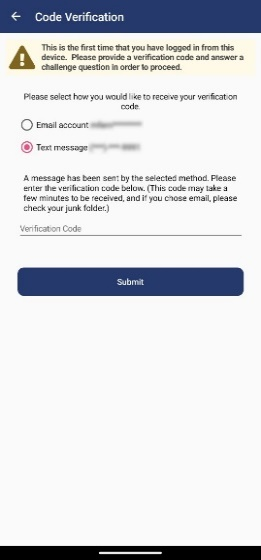 Code Verification
This is the first time that you have logged in from this
device. Please provide a verification code and answer a
challenge question in order to proceed.
Please select how you would like to receive your verification
code.
Email account
Text message
A message has been sent by the selected method. Please
enter the verification code below. (This code may take a
few minutes to be received, and if you chose email, please
check your junk folder.)
Verification Code
Submit